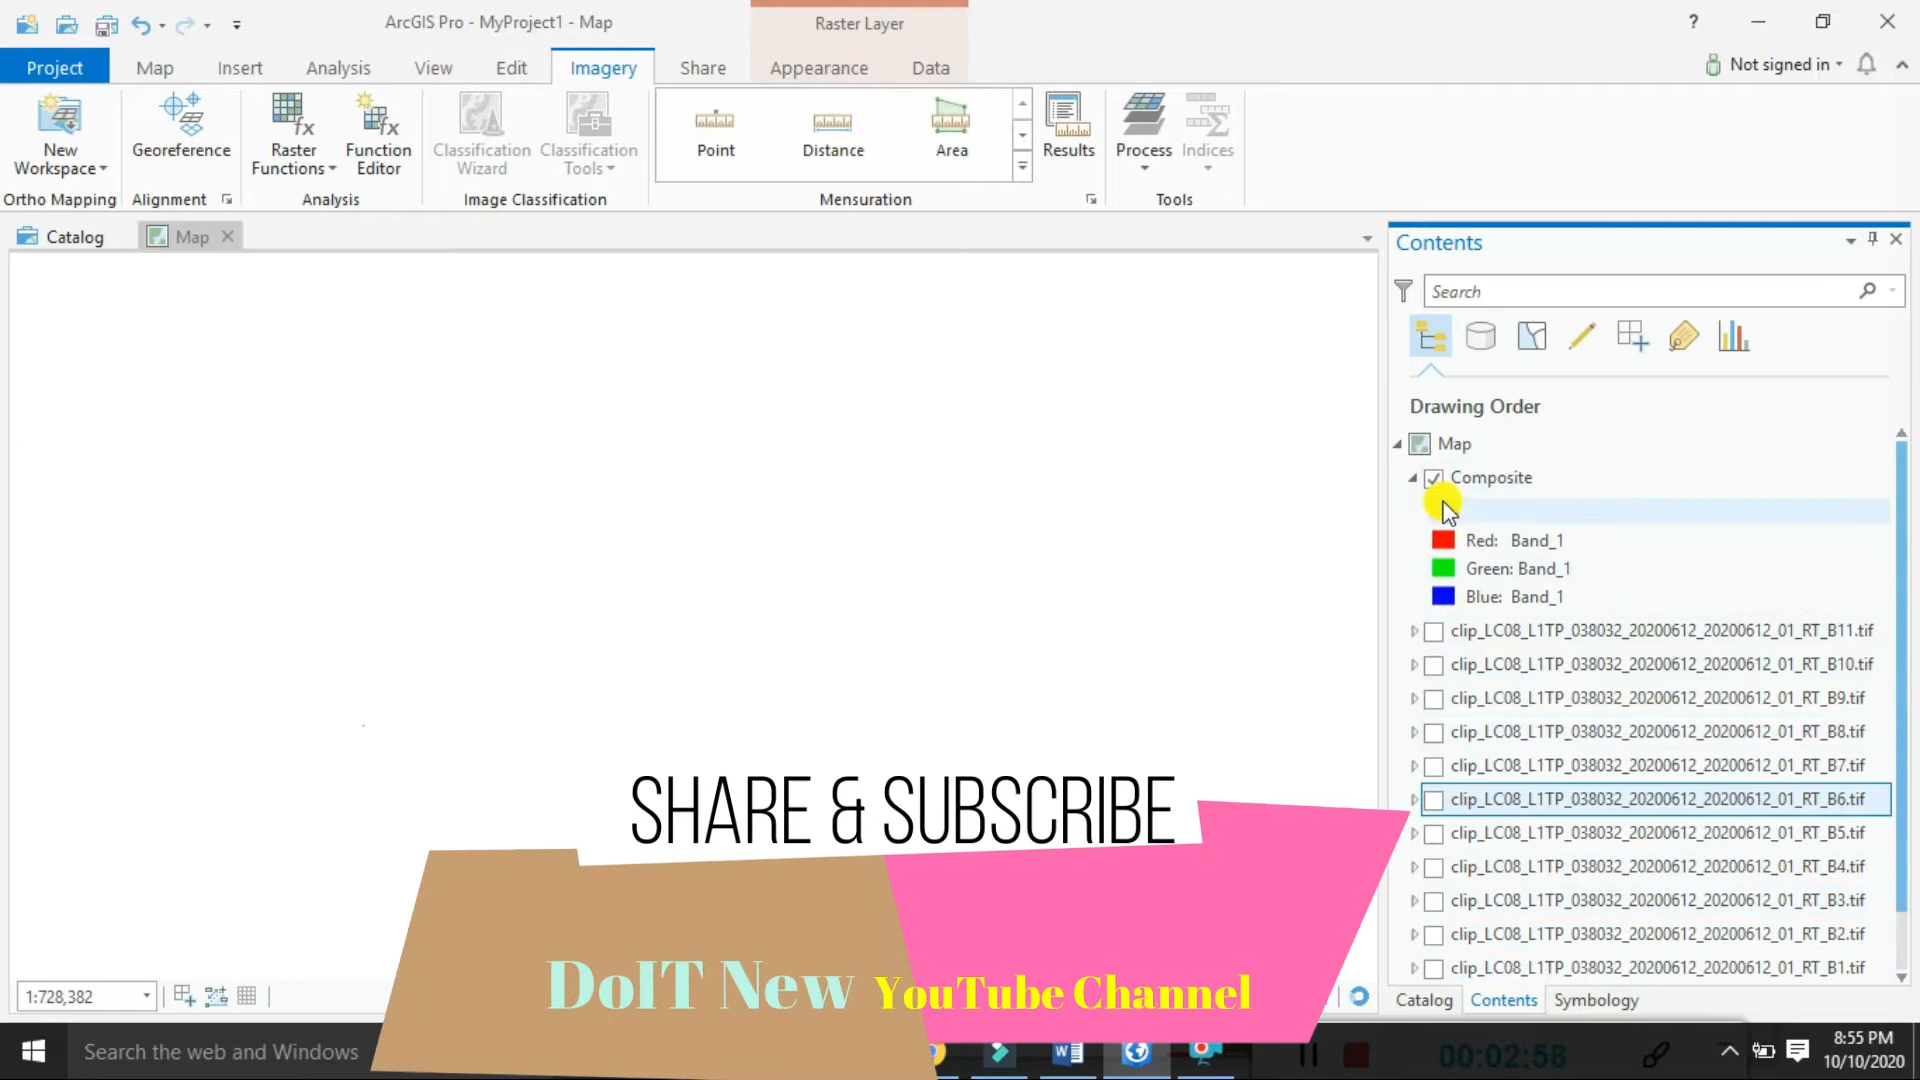 ArcGIS Pro - MyProject1 - Map
Raster Layer
?
Project
Map
Insert
Analysis
View
Edit
Imagery
Share
Appearance
Data
Not signed in
New Workspace
Georeference
Raster Functions
Function Editor
Classification Wizard
Classification Tools
Point
Distance
Area
Results
Process
Indices
Ortho Mapping
Alignment
Analysis
Image Classification
Mensuration
Tools
Catalog
Map
Contents
Search
Drawing Order
Map
Composite
Red: Band_1
Green: Band_1
Blue: Band_1
clip_LC08_L1TP_038032_20200612_20200612_01_RT_B11.tif
clip_LC08_L1TP_038032_20200612_20200612_01_RT_B10.tif
clip_LC08_L1TP_038032_20200612_20200612_01_RT_B9.tif
clip_LC08_L1TP_038032_20200612_20200612_01_RT_B8.tif
clip_LC08_L1TP_038032_20200612_20200612_01_RT_B7.tif
clip_LC08_L1TP_038032_20200612_20200612_01_RT_B6.tif
clip_LC08_L1TP_038032_20200612_20200612_01_RT_B5.tif
clip_LC08_L1TP_038032_20200612_20200612_01_RT_B4.tif
clip_LC08_L1TP_038032_20200612_20200612_01_RT_B3.tif
clip_LC08_L1TP_038032_20200612_20200612_01_RT_B2.tif
clip_LC08_L1TP_038032_20200612_20200612_01_RT_B1.tif
SHARE & SUBSCRIBE
DoIT New YouTube Channel
1:728,382
Catalog
Contents
Symbology
Search the web and Windows
00:02:58
8:55 PM
10/10/2020